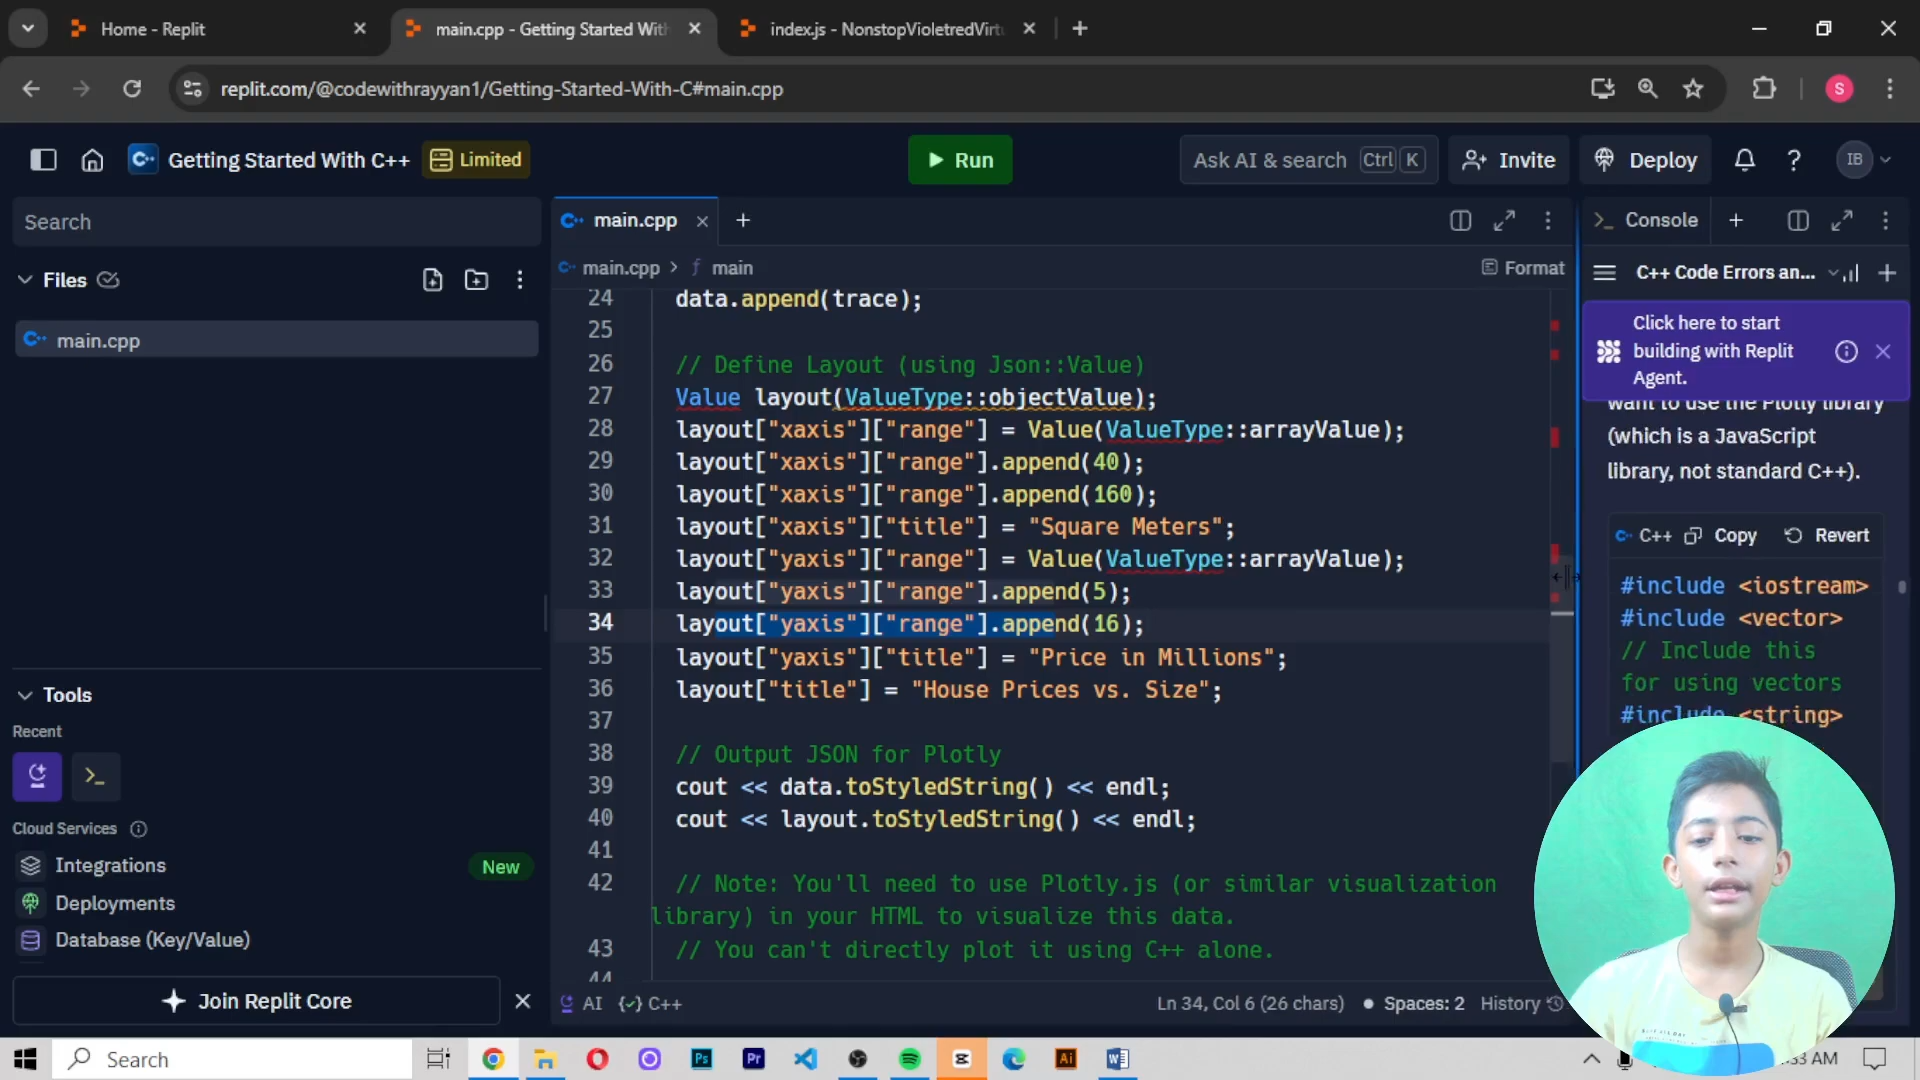 Home - Replit
main.cpp - Getting Started With
index.js - NonstopVioletredVirtu
replit.com/@codewithrayyan1/Getting-Started-With-C#main.cpp
S
Getting Started With C++
Limited
Run
Ask AI & search Ctrl K
Invite
Deploy
IB
Search
Files
main.cpp
Tools
Recent
Cloud Services
Integrations
New
Deployments
Database (Key/Value)
Join Replit Core
main.cpp
main.cpp > f main
Format
24 data.append(trace);
25
26 // Define Layout (using Json::Value)
27 Value layout(ValueType::objectValue);
28 layout["xaxis"]["range"] = Value(ValueType::arrayValue);
29 layout["xaxis"]["range"].append(40);
30 layout["xaxis"]["range"].append(160);
31 layout["xaxis"]["title"] = "Square Meters";
32 layout["yaxis"]["range"] = Value(ValueType::arrayValue);
33 layout["yaxis"]["range"].append(5);
34 layout["yaxis"]["range"].append(16);
35 layout["yaxis"]["title"] = "Price in Millions";
36 layout["title"] = "House Prices vs. Size";
37
38 // Output JSON for Plotly
39 cout << data.toStyledString() << endl;
40 cout << layout.toStyledString() << endl;
41
42 // Note: You'll need to use Plotly.js (or similar visualization
library) in your HTML to visualize this data.
43 // You can't directly plot it using C++ alone.
44
AI {✓} C++
Ln 34, Col 6 (26 chars) • Spaces: 2 History
Console
C++ Code Errors an...
Click here to start
building with Replit
Agent.
want to use the Plotly library
(which is a JavaScript
library, not standard C++).
C++ Copy Revert
#include <iostream>
#include <vector>
// Include this
for using vectors
#include <string>
Search
Ps
Pr
Ai
:33 AM